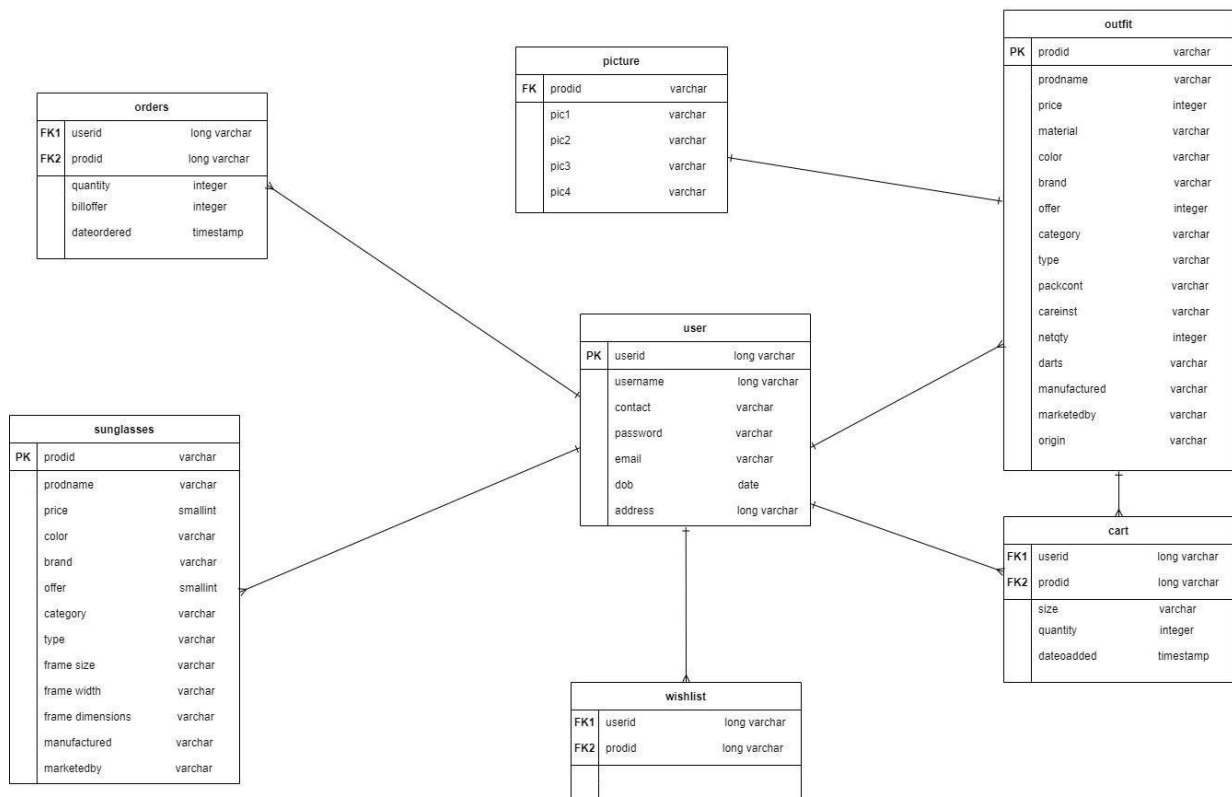 orders
FK1 userid long varchar
FK2 prodid long varchar
quantity integer
billoffer integer
dateordered timestamp
picture
FK prodid varchar
pic1 varchar
pic2 varchar
pic3 varchar
pic4 varchar
outfit
PK prodid varchar
prodname varchar
price integer
material varchar
color varchar
brand varchar
offer integer
category varchar
type varchar
packcont varchar
careinst varchar
netqty integer
darts varchar
manufactured varchar
marketedby varchar
origin varchar
user
PK userid long varchar
username long varchar
contact varchar
password varchar
email varchar
dob date
address long varchar
sunglasses
PK prodid varchar
prodname varchar
price smallint
color varchar
brand varchar
offer smallint
category varchar
type varchar
frame size varchar
frame width varchar
frame dimensions varchar
manufactured varchar
marketedby varchar
cart
FK1 userid long varchar
FK2 prodid long varchar
size varchar
quantity integer
dateoadded timestamp
wishlist
FK1 userid long varchar
FK2 prodid long varchar